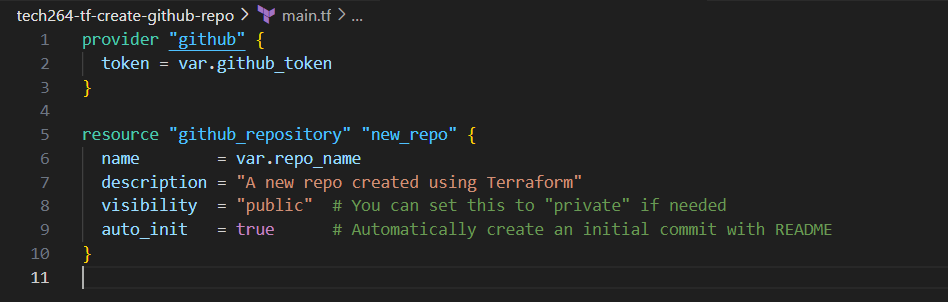 tech264-tf-create-github-repo > main.tf > ...
1 provider "github" {
2   token = var.github_token
3 }
4
5 resource "github_repository" "new_repo" {
6   name        = var.repo_name
7   description = "A new repo created using Terraform"
8   visibility  = "public"  # You can set this to "private" if needed
9   auto_init   = true      # Automatically create an initial commit with README
10 }
11